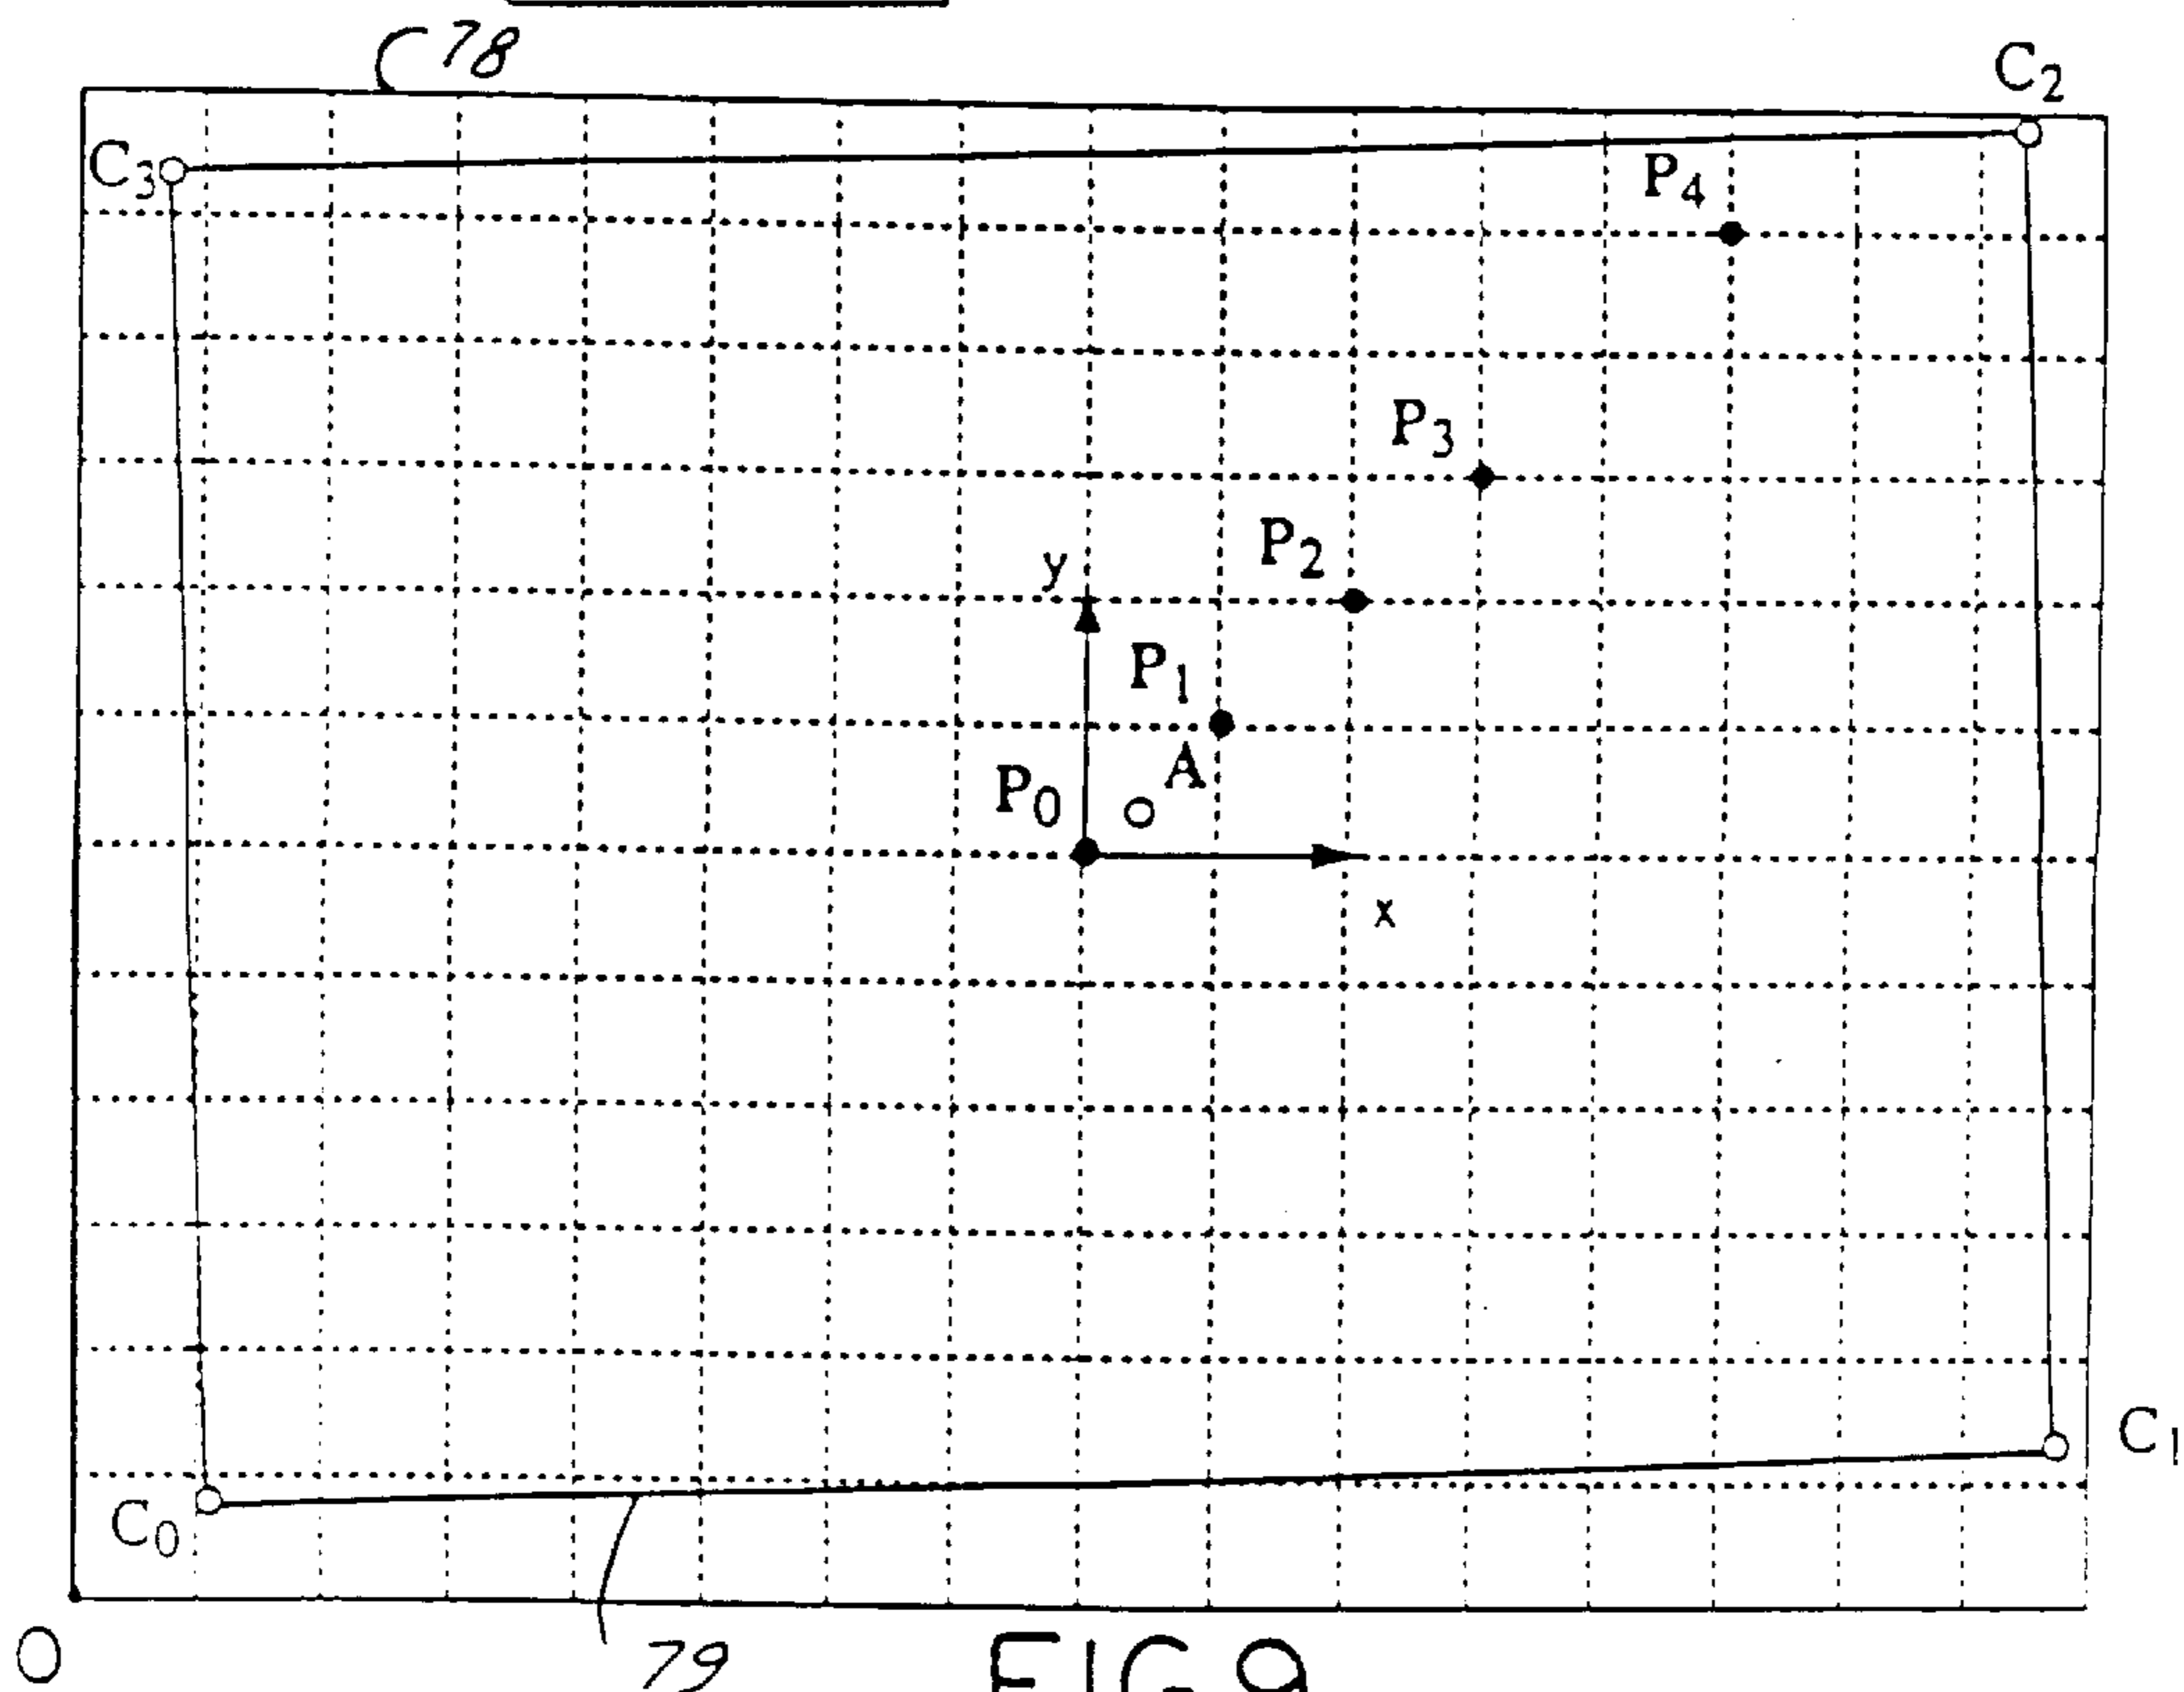 78
C₂
C₃
P₄
P₃
P₂
y
P₁
A
P₀
x
C₁
C₀
O
79
FIG 9